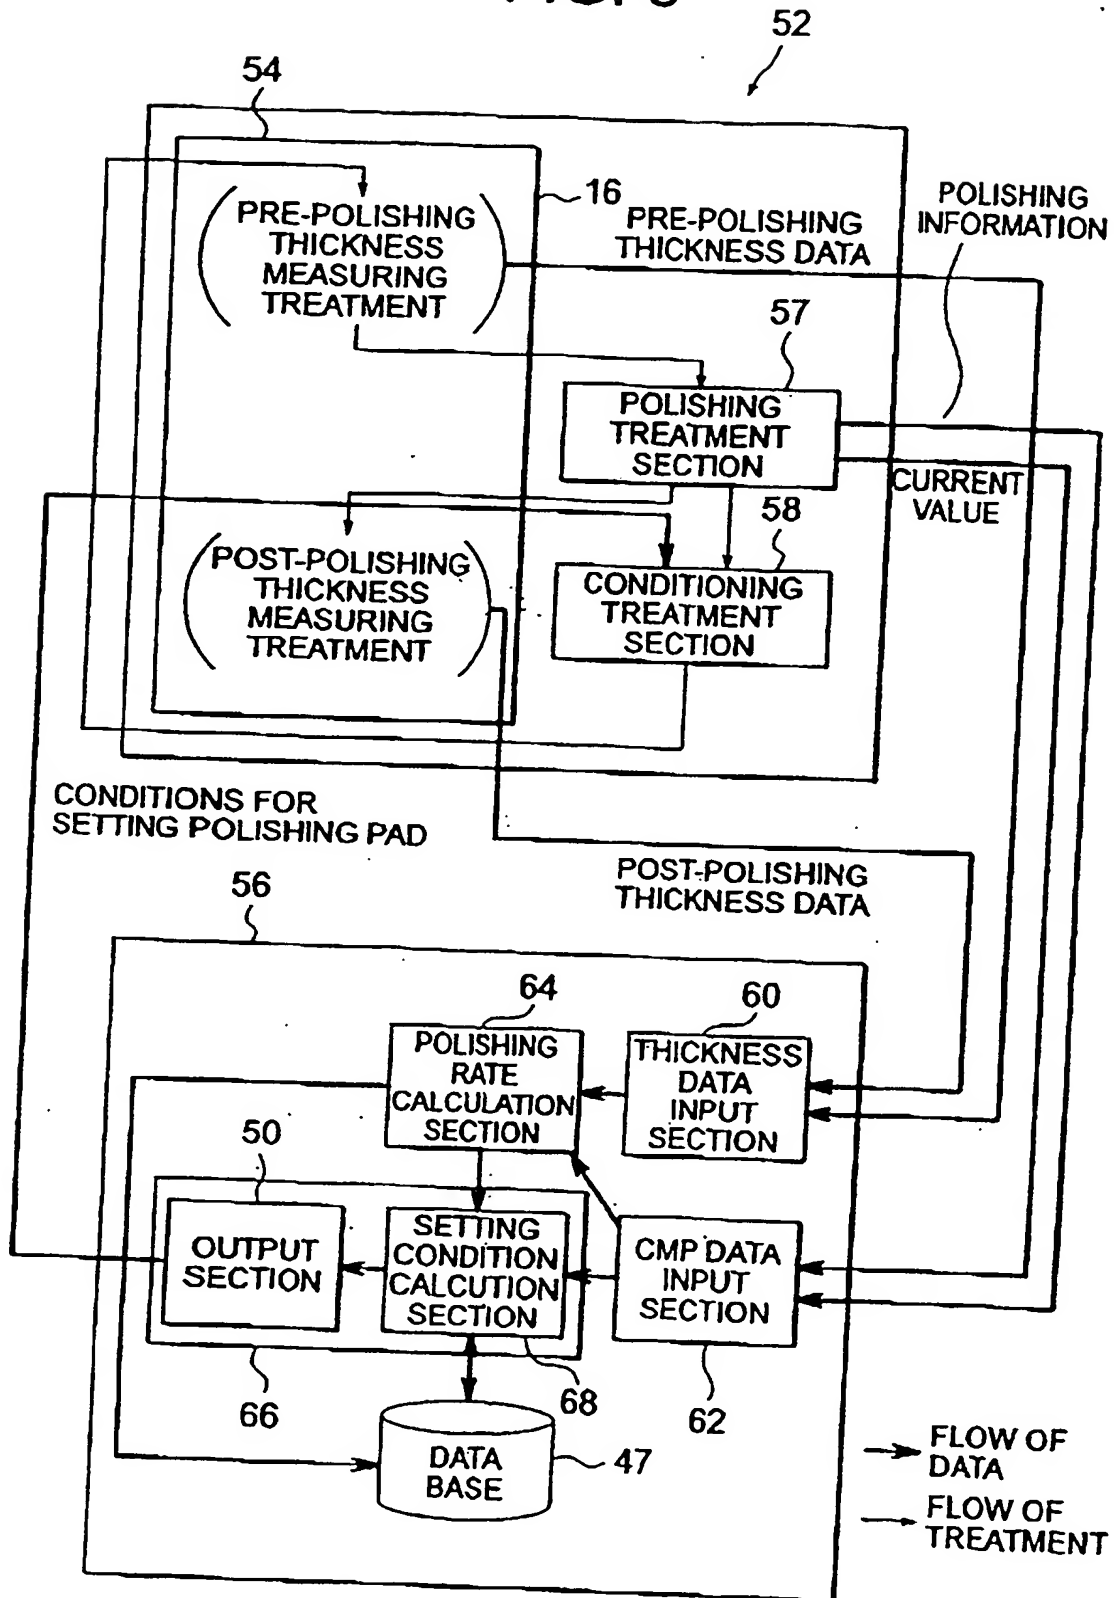 52
54
PRE-POLISHING
THICKNESS
MEASURING
TREATMENT
16
PRE-POLISHING
THICKNESS DATA
POLISHING
INFORMATION
57
POLISHING
TREATMENT
SECTION
CURRENT
VALUE
58
POST-POLISHING
THICKNESS
MEASURING
TREATMENT
CONDITIONING
TREATMENT
SECTION
CONDITIONS FOR
SETTING POLISHING PAD
POST-POLISHING
THICKNESS DATA
56
64
60
POLISHING
RATE
CALCULATION
SECTION
THICKNESS
DATA
INPUT
SECTION
50
OUTPUT
SECTION
SETTING
CONDITION
CALCUTION
SECTION
CMP DATA
INPUT
SECTION
66
68
62
DATA
BASE
47
FLOW OF
DATA
FLOW OF
TREATMENT